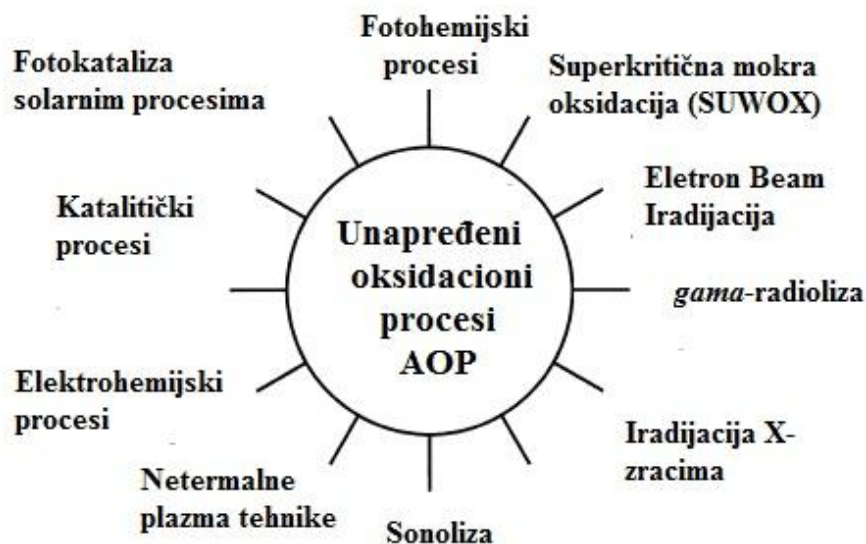 Fotohemijski
procesi
Superkritična mokra
oksidacija (SUWOX)
Eletron Beam
Iradijacija
gama-radioliza
Iradijacija X-
zracima
Sonoliza
Netermalne
plazma tehnike
Elektrohemijski
procesi
Katalitički
procesi
Fotokataliza
solarnim procesima
Unapređeni
oksidacioni
procesi
AOP